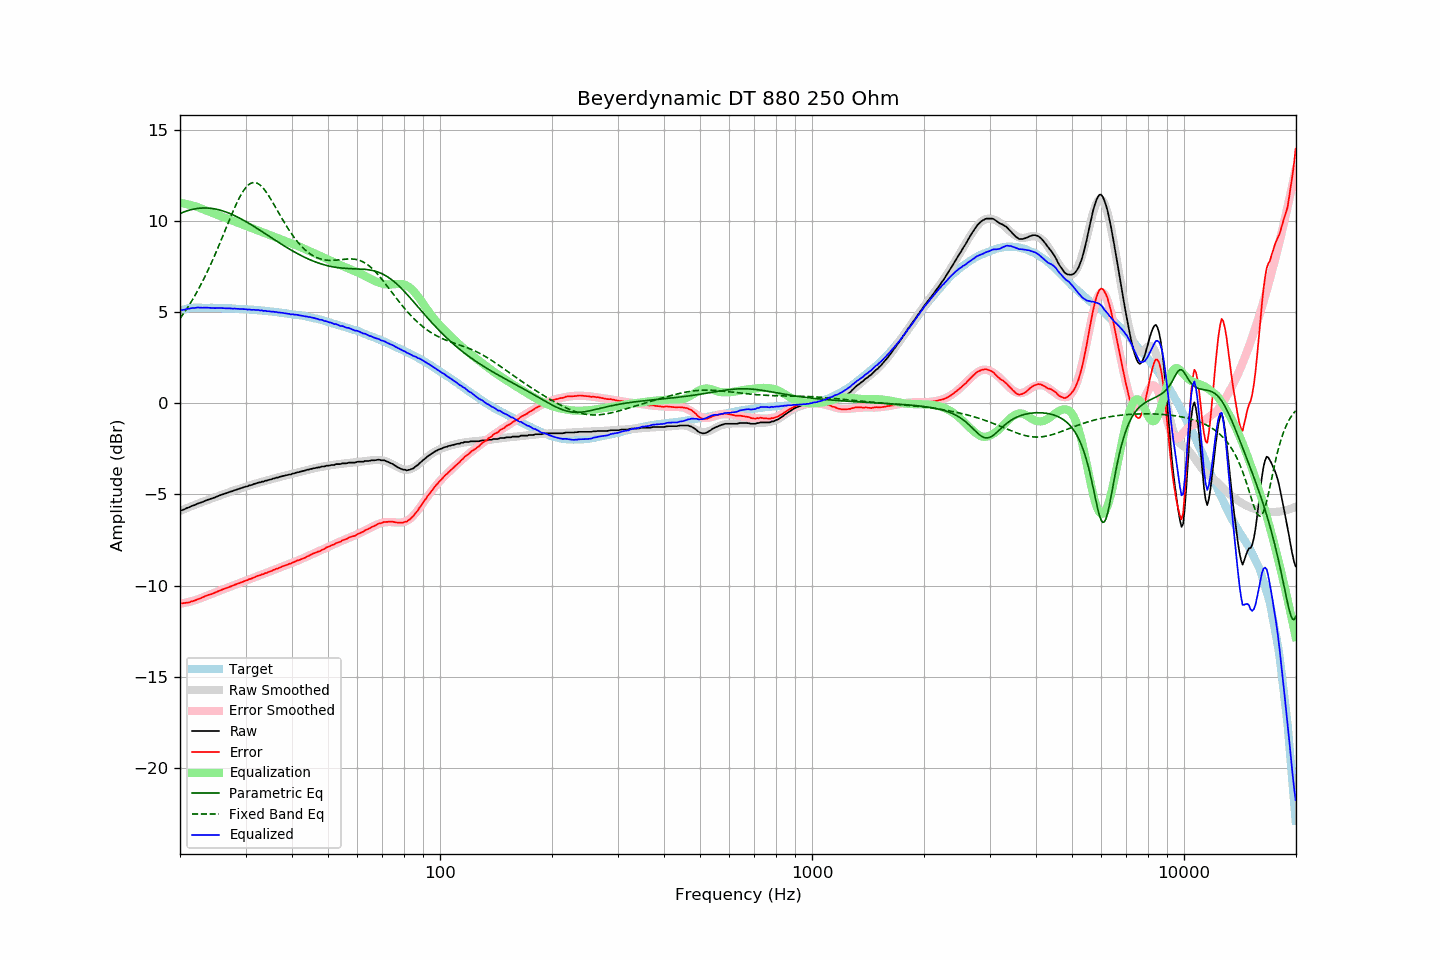 Beyerdynamic DT 880 250 Ohm
15
10
5
0
−5
−10
−15
−20
Amplitude (dBr)
Target
Raw Smoothed
Error Smoothed
Raw
Error
Equalization
Parametric Eq
Fixed Band Eq
Equalized
100 1000 10000
Frequency (Hz)